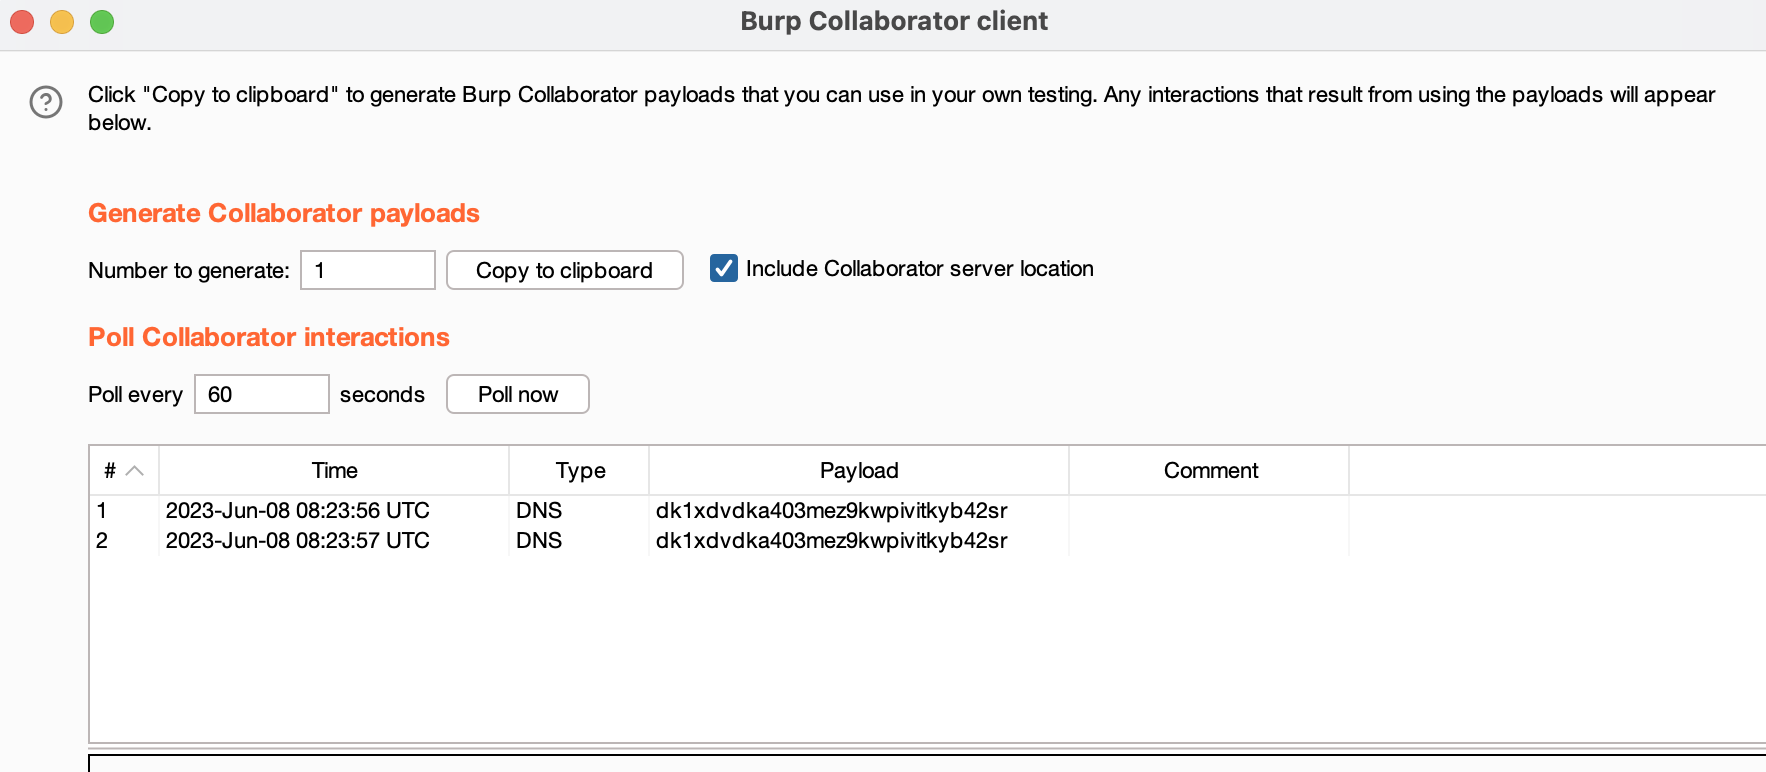 Burp Collaborator client
Click "Copy to clipboard" to generate Burp Collaborator payloads that you can use in your own testing. Any interactions that result from using the payloads will appear
below.
Generate Collaborator payloads
Number to generate: 1 Copy to clipboard Include Collaborator server location
Poll Collaborator interactions
Poll every 60 seconds Poll now
# Time Type Payload Comment
1 2023-Jun-08 08:23:56 UTC DNS dk1xdvdka403mez9kwpivitkyb42sr
2 2023-Jun-08 08:23:57 UTC DNS dk1xdvdka403mez9kwpivitkyb42sr